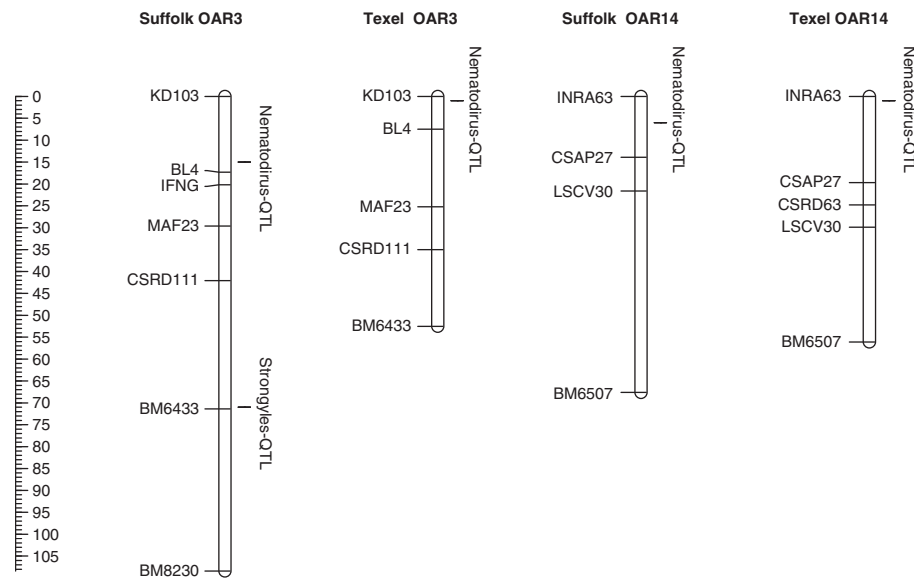 Suffolk OAR3
Texel OAR3
Suffolk OAR14
Texel OAR14
0
5
10
15
20
25
30
35
40
45
50
55
60
65
70
75
80
85
90
95
100
105
KD103
BL4
IFNG
MAF23
CSRD111
BM6433
BM8230
Nematodirus-QTL
Strongyles-QTL
KD103
BL4
MAF23
CSRD111
BM6433
Nematodirus-QTL
INRA63
CSAP27
LSCV30
BM6507
Nematodirus-QTL
INRA63
CSAP27
CSRD63
LSCV30
BM6507
Nematodirus-QTL